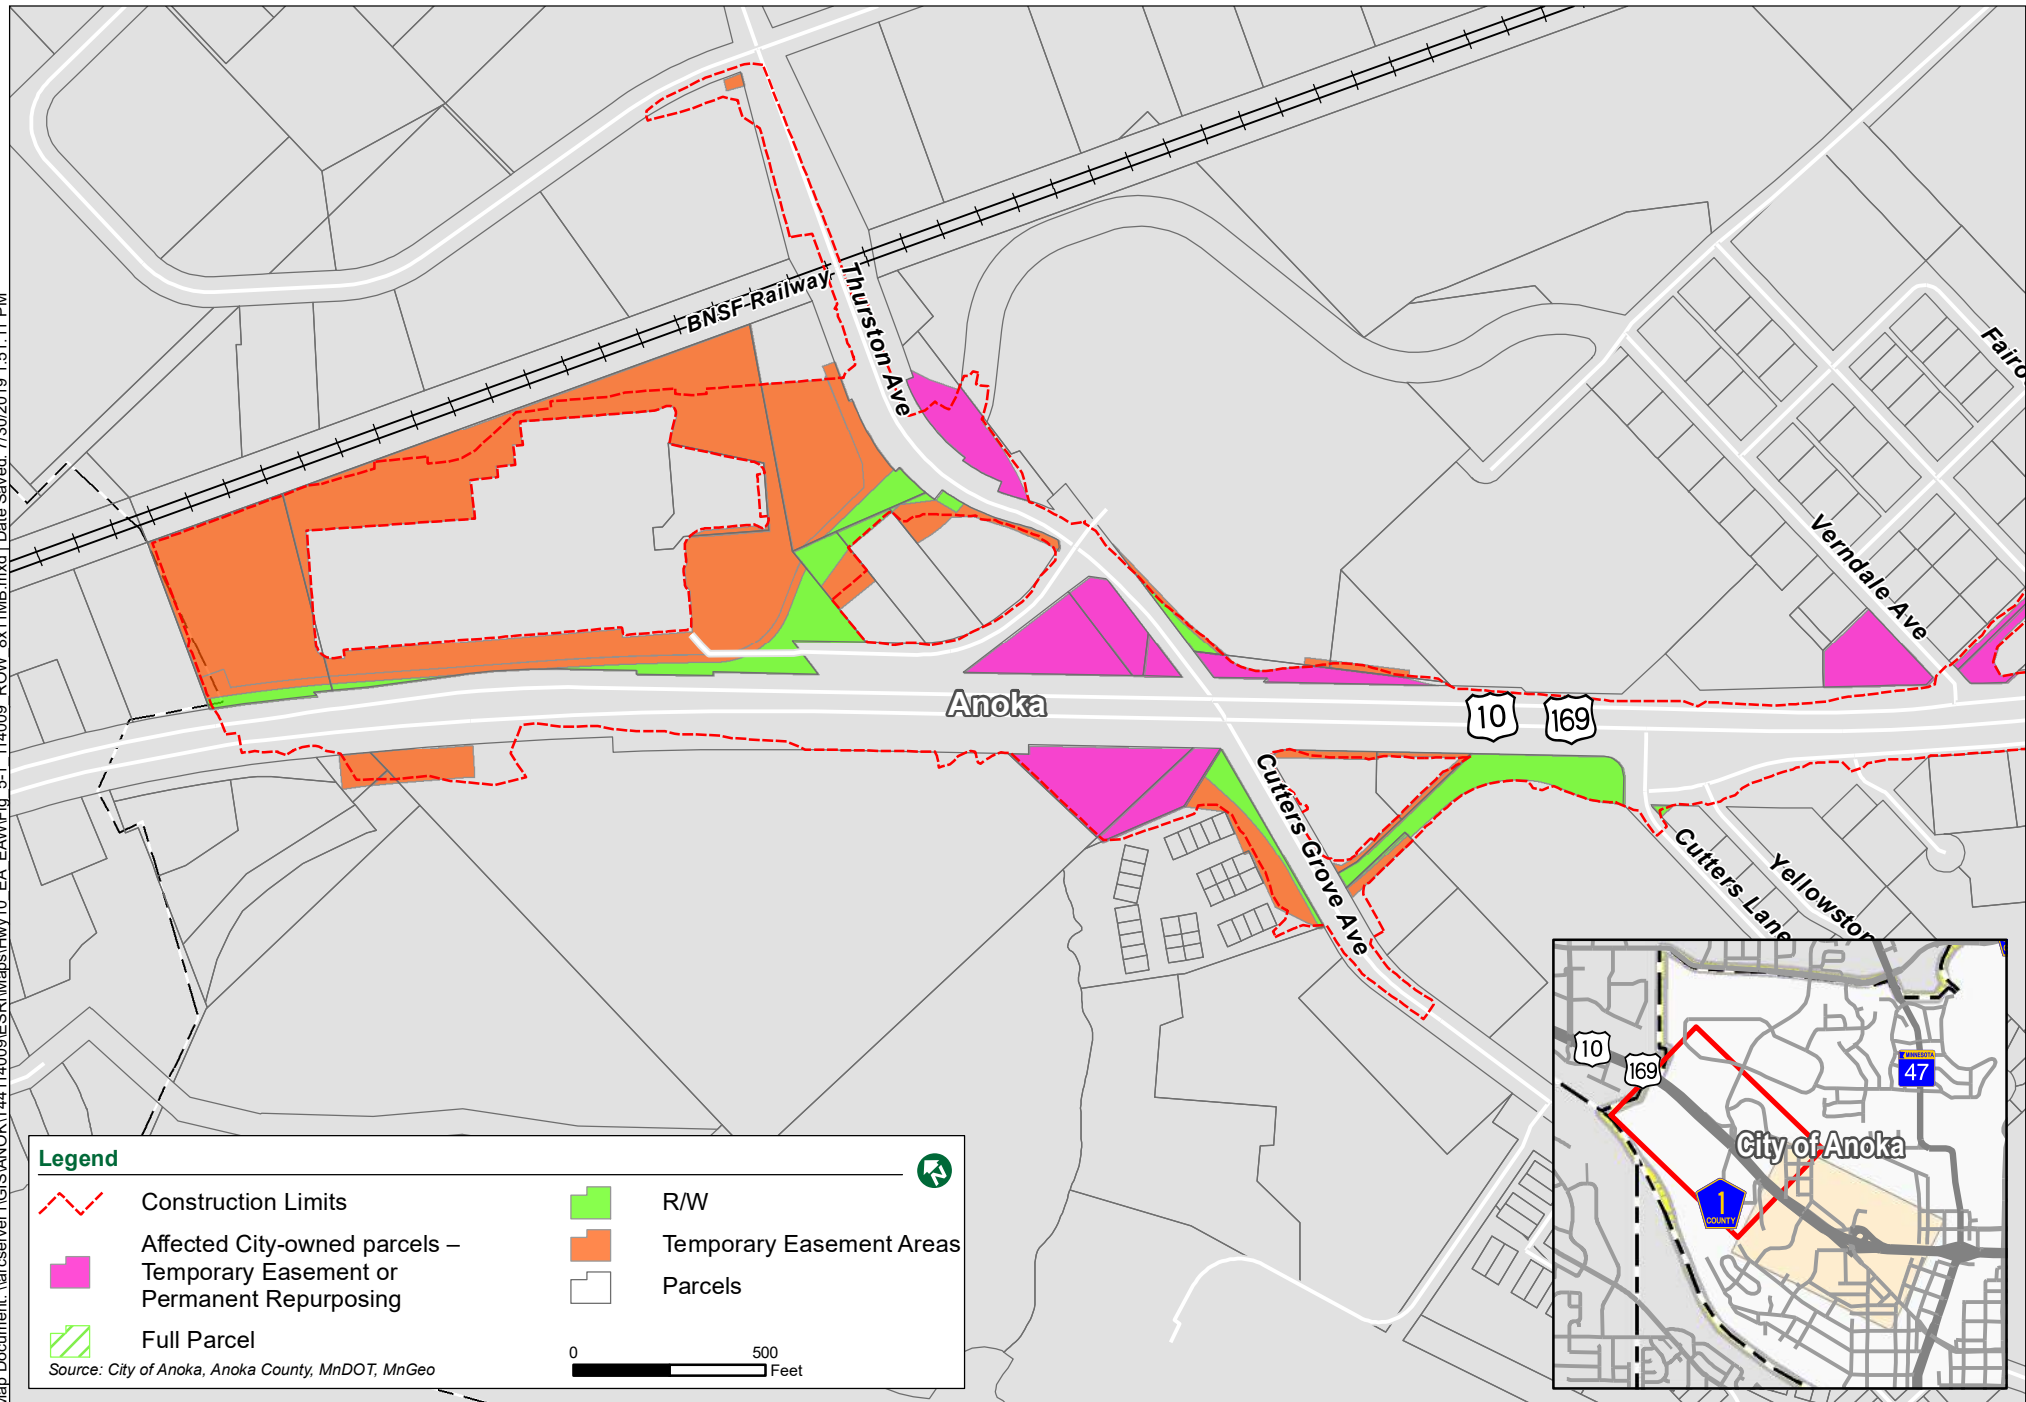 BNSF Railway
Thurston Ave
Verndale Ave
Anoka
10
169
Cutters Grove Ave
Cutters Lane
10
169
MINNESOTA
47
City of Anoka
1
COUNTY
Legend
Construction Limits
Affected City-owned parcels –
Temporary Easement or
Permanent Repurposing
Full Parcel
R/W
Temporary Easement Areas
Parcels
0 500
Feet
Source: City of Anoka, Anoka County, MnDOT, MnGeo